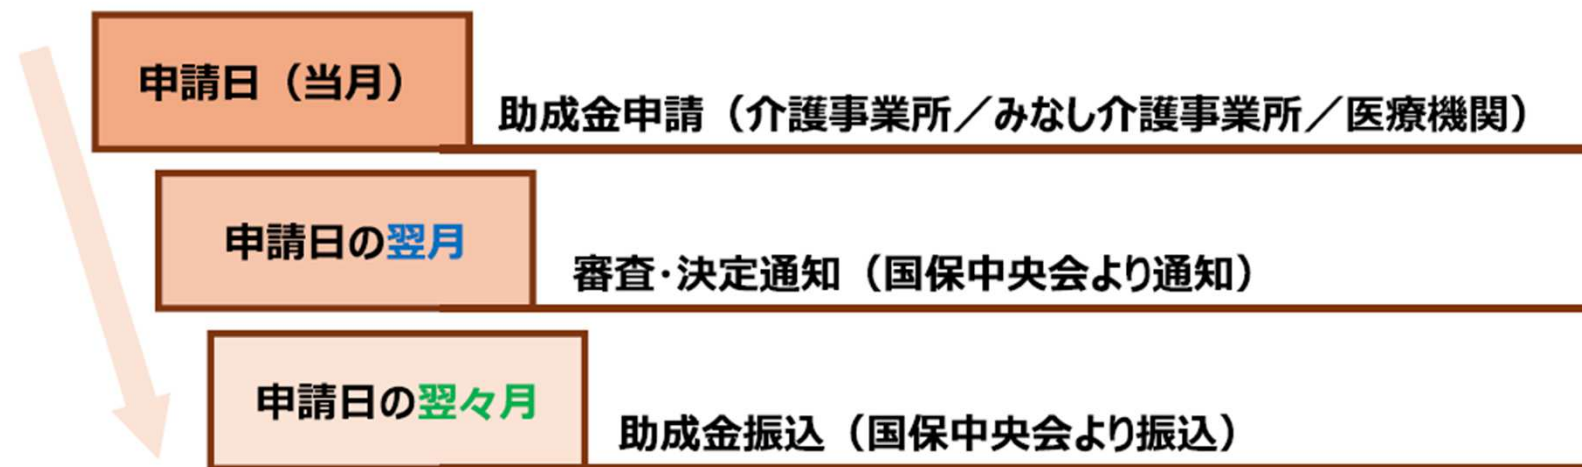 申請日（当月）
助成金申請（介護事業所／みなし介護事業所／医療機関）
申請日の翌月
審査･決定通知（国保中央会より通知）
申請日の翌々月
助成金振込（国保中央会より振込）